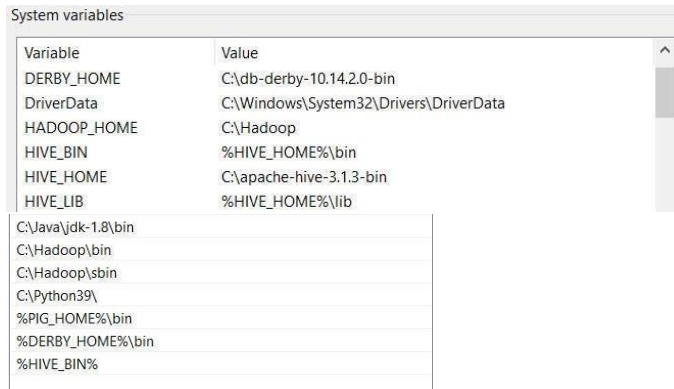 System variables
Variable Value
DERBY_HOME C:\db-derby-10.14.2.0-bin
DriverData C:\Windows\System32\Drivers\DriverData
HADOOP_HOME C:\Hadoop
HIVE_BIN %HIVE_HOME%\bin
HIVE_HOME C:\apache-hive-3.1.3-bin
HIVE_LIB %HIVE_HOME%\lib
C:\Java\jdk-1.8\bin
C:\Hadoop\bin
C:\Hadoop\sbin
C:\Python39\
%PIG_HOME%\bin
%DERBY_HOME%\bin
%HIVE_BIN%